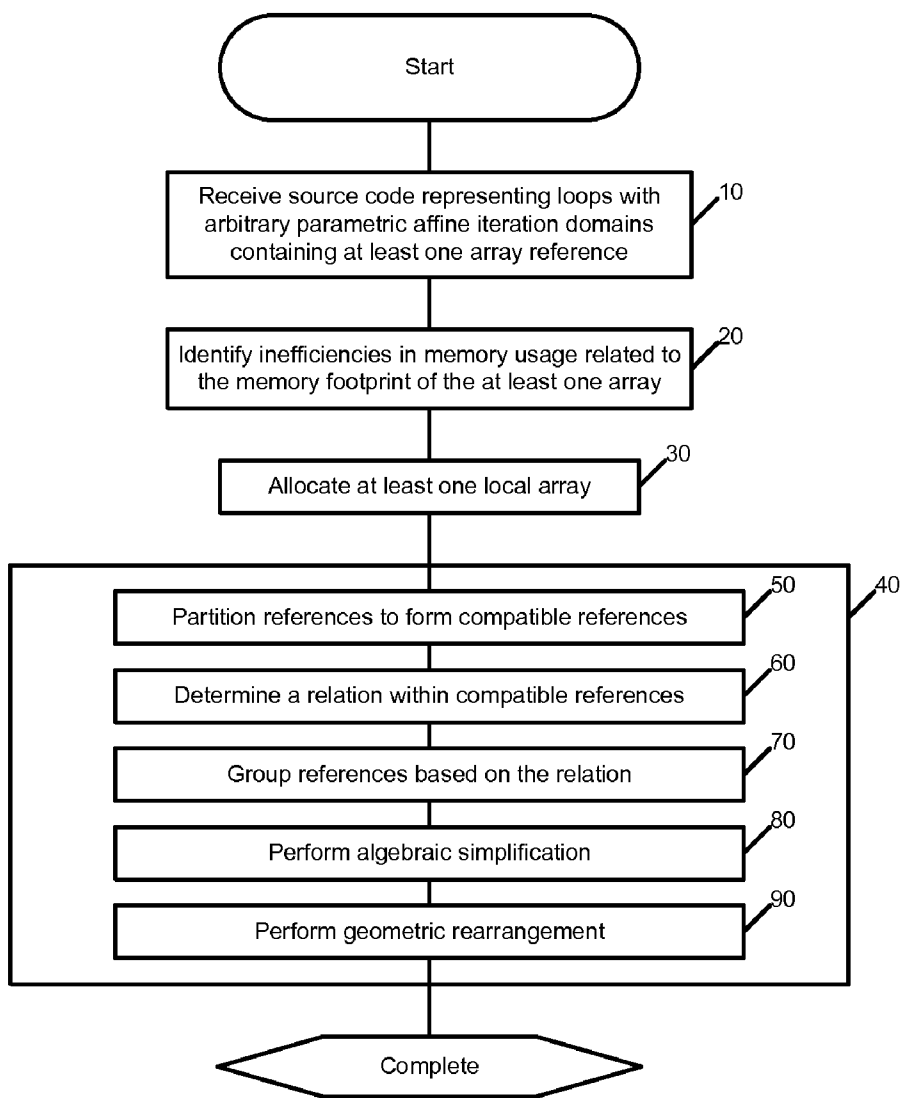 Start
Receive source code representing loops with
arbitrary parametric affine iteration domains
containing at least one array reference
10
Identify inefficiencies in memory usage related to
the memory footprint of the at least one array
20
Allocate at least one local array
30
40
Partition references to form compatible references
50
Determine a relation within compatible references
60
Group references based on the relation
70
Perform algebraic simplification
80
Perform geometric rearrangement
90
Complete